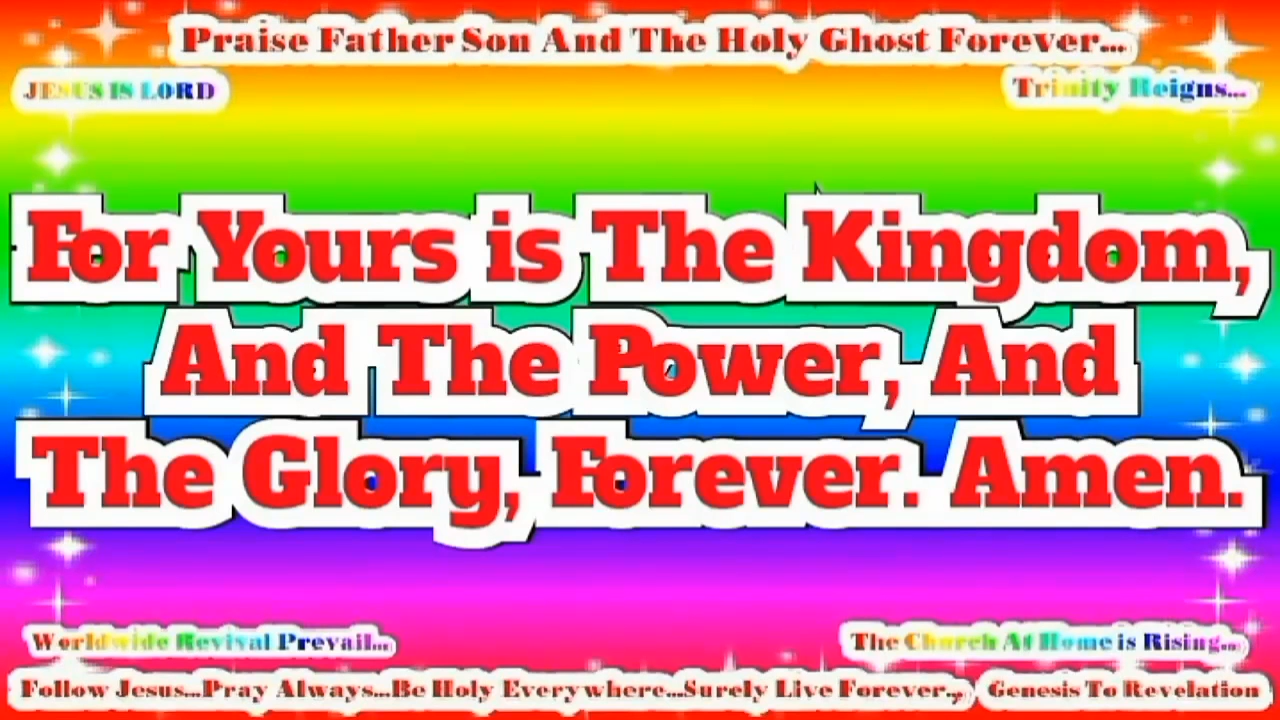 Praise Father Son And The Holy Ghost Forever...
JESUS IS LORD
Trinity Reigns...
For Yours is The Kingdom,
And The Power, And
The Glory, Forever. Amen.
Worldwide Revival Prevail...
The Church At Home is Rising...
Follow Jesus...Pray Always...Be Holy Everywhere...Surely Live Forever.,,
Genesis To Revelation